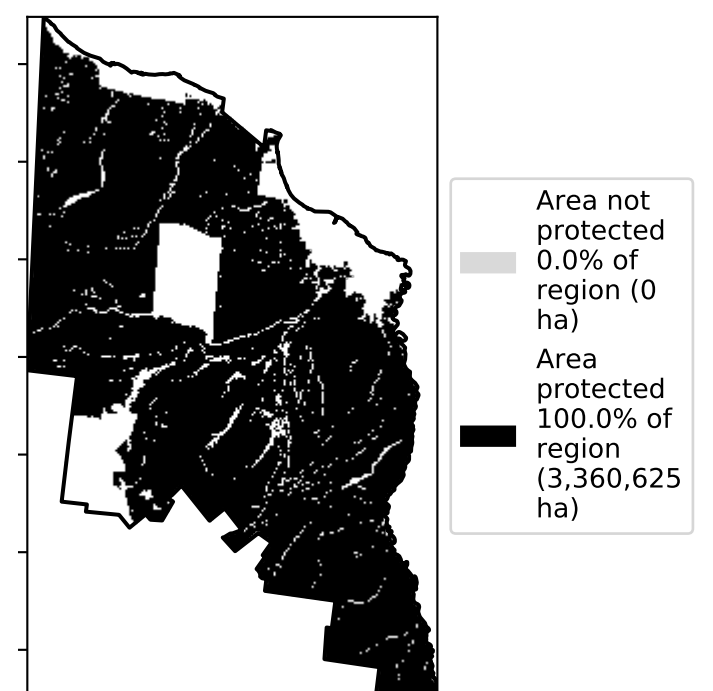 Area not
protected
0.0% of
region (0
ha)
Area
protected
100.0% of
region
(3,360,625
ha)